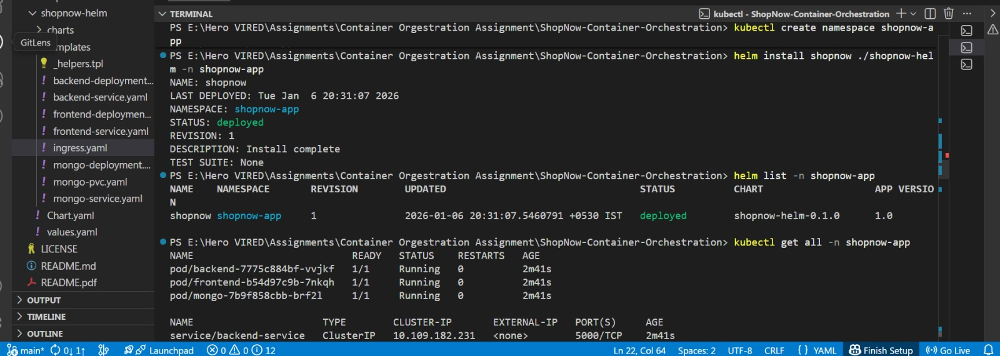 shopnow-helm
charts
GitLens
mplates
_helpers.tpl
backend-deployment...
backend-service.yaml
frontend-deploymen...
frontend-service.yaml
ingress.yaml
mongo-deployment....
mongo-pvc.yaml
mongo-service.yaml
Chart.yaml
values.yaml
LICENSE
README.md
README.pdf
OUTPUT
TIMELINE
OUTLINE
TERMINAL
kubectl - ShopNow-Container-Orchestration
PS E:\Hero VIRED\Assignments\Container Orgestration Assignment\ShopNow-Container-Orchestration> kubectl create namespace shopnow-a
pp
PS E:\Hero VIRED\Assignments\Container Orgestration Assignment\ShopNow-Container-Orchestration> helm install shopnow ./shopnow-hel
m -n shopnow-app
NAME: shopnow
LAST DEPLOYED: Tue Jan  6 20:31:07 2026
NAMESPACE: shopnow-app
STATUS: deployed
REVISION: 1
DESCRIPTION: Install complete
TEST SUITE: None
PS E:\Hero VIRED\Assignments\Container Orgestration Assignment\ShopNow-Container-Orchestration> helm list -n shopnow-app
NAME    NAMESPACE    REVISION    UPDATED    STATUS    CHART    APP VERSIO
N
shopnow shopnow-app    1    2026-01-06 20:31:07.5460791 +0530 IST    deployed    shopnow-helm-0.1.0    1.0
PS E:\Hero VIRED\Assignments\Container Orgestration Assignment\ShopNow-Container-Orchestration> kubectl get all -n shopnow-app
NAME    READY    STATUS    RESTARTS    AGE
pod/backend-7775c884bf-vvjkf    1/1    Running    0    2m41s
pod/frontend-b54d97c9b-7nkqh    1/1    Running    0    2m41s
pod/mongo-7b9f858cbb-brf2l    1/1    Running    0    2m41s
NAME    TYPE    CLUSTER-IP    EXTERNAL-IP    PORT(S)    AGE
service/backend-service    ClusterIP    10.109.182.231    <none>    5000/TCP    2m41s
main* 0↓ 1↑ Launchpad 0 0 12 Ln 22, Col 64 Spaces: 2 UTF-8 CRLF { } YAML Finish Setup Go Live